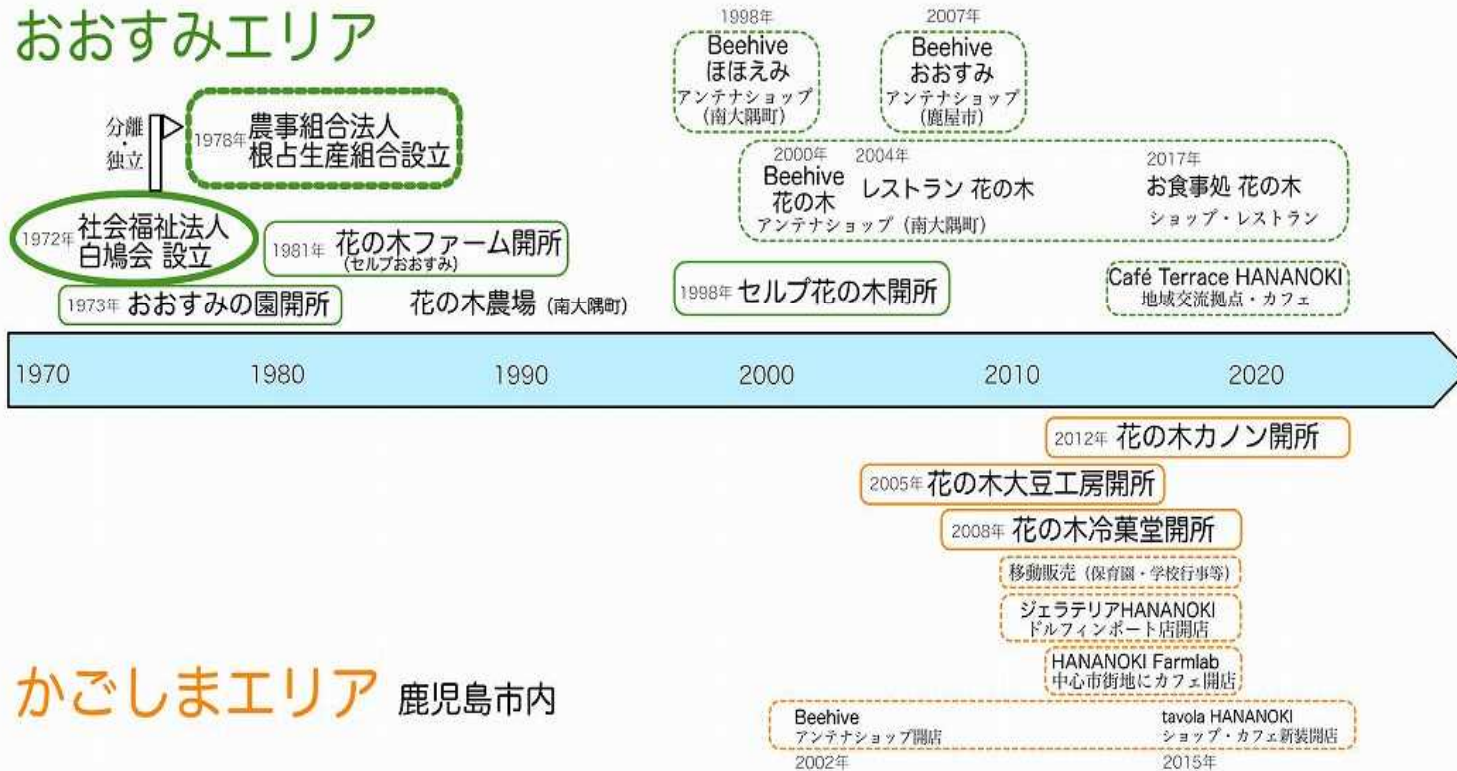 おおすみエリア
分離・独立
1978年 農事組合法人
根占生産組合設立
1972年 社会福祉法人
白鳩会 設立
1981年 花の木ファーム開所
(セルプおおすみ)
1973年 おおすみの園開所
花の木農場 (南大隅町)
1998年
Beehive
ほほえみ
アンテナショップ
(南大隅町)
2007年
Beehive
おおすみ
アンテナショップ
(鹿屋市)
2000年
Beehive
花の木
アンテナショップ (南大隅町)
2004年
レストラン 花の木
2017年
お食事処 花の木
ショップ・レストラン
1998年 セルプ花の木開所
Café Terrace HANANOKI
地域交流拠点・カフェ
1970 1980 1990 2000 2010 2020
2012年 花の木カノン開所
2005年 花の木大豆工房開所
2008年 花の木冷菓堂開所
移動販売 (保育園・学校行事等)
ジェラテリアHANANOKI
ドルフィンポート店開店
HANANOKI Farmlab
中心市街地にカフェ開店
かごしまエリア 鹿児島市内
Beehive
アンテナショップ開店
2002年
tavola HANANOKI
ショップ・カフェ新装開店
2015年